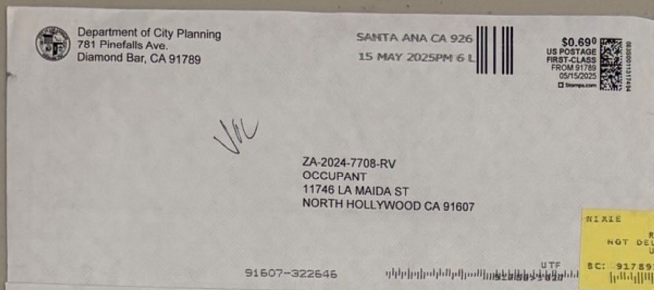 Department of City Planning
781 Pinefalls Ave.
Diamond Bar, CA 91789
SANTA ANA CA 926
15 MAY 2025PM 6 L
$0.69⁰
US POSTAGE
FIRST-CLASS
FROM 91789
05/15/2025
Stamps.com
ZA-2024-7708-RV
OCCUPANT
11746 LA MAIDA ST
NORTH HOLLYWOOD CA 91607
NIXIE
NOT DEL
U
UTF
BC: 91789
91607-322646